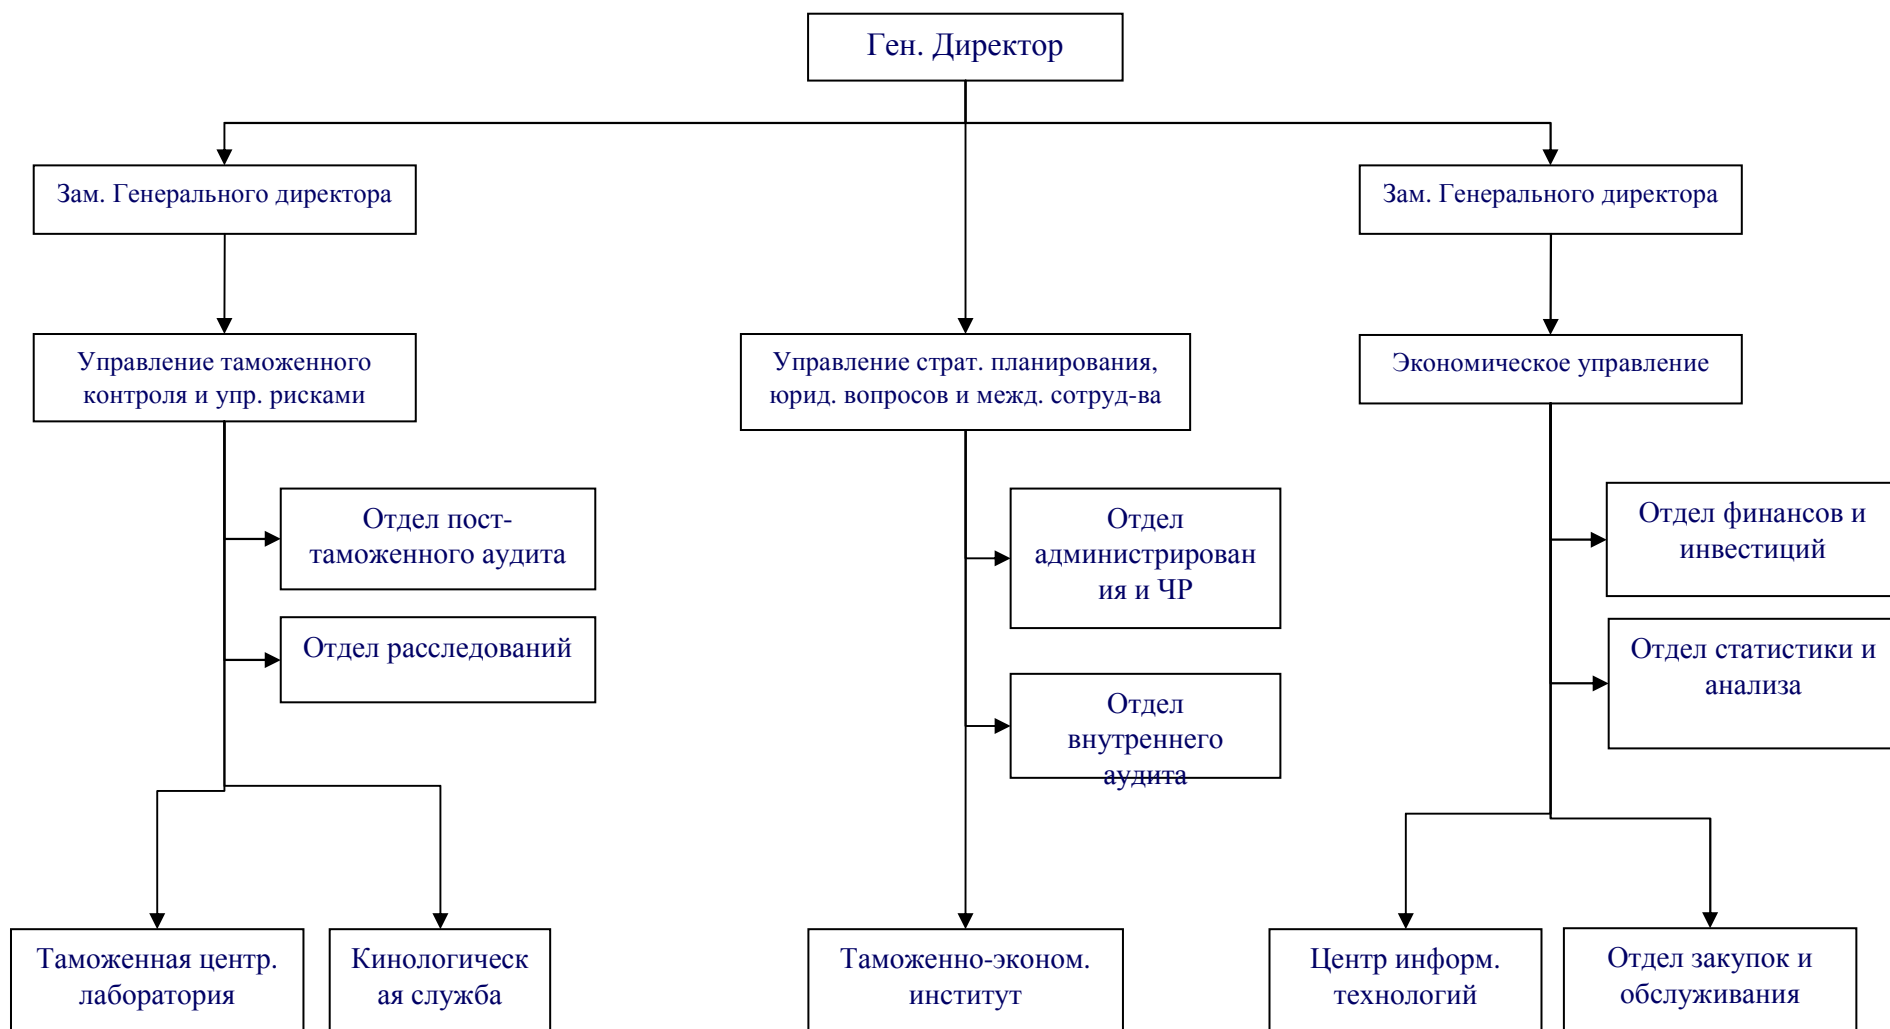 Ген. Директор
Зам. Генерального директора
Зам. Генерального директора
Управление таможенного
контроля и упр. рисками
Управление страт. планирования,
юрид. вопросов и межд. сотруд-ва
Экономическое управление
Отдел пост-
таможенного аудита
Отдел
администрирован
ия и ЧР
Отдел финансов и
инвестиций
Отдел расследований
Отдел статистики и
анализа
Отдел
внутреннего
аудита
Таможенная центр.
лаборатория
Кинологическ
ая служба
Таможенно-эконом.
институт
Центр информ.
технологий
Отдел закупок и
обслуживания